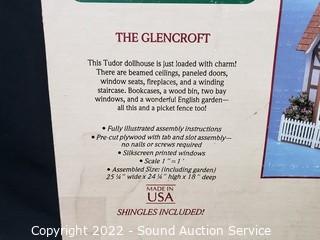 THE GLENCROFT
This Tudor dollhouse is just loaded with charm!
There are beamed ceilings, paneled doors,
window seats, fireplaces, and a winding
staircase. Bookcases, a wood bin, two bay
windows, and a wonderful English garden—
all this and a picket fence too!
• Fully illustrated assembly instructions
• Pre-cut plywood with tab and slot assembly—
no nails or screws required
• Silkscreen printed windows
• Scale 1" = 1'
• Assembled Size: (including garden)
25 ¼" wide x 24 ¼" high x 18" deep
MADE IN
USA
SHINGLES INCLUDED!
Copyright 2022 - Sound Auction Service